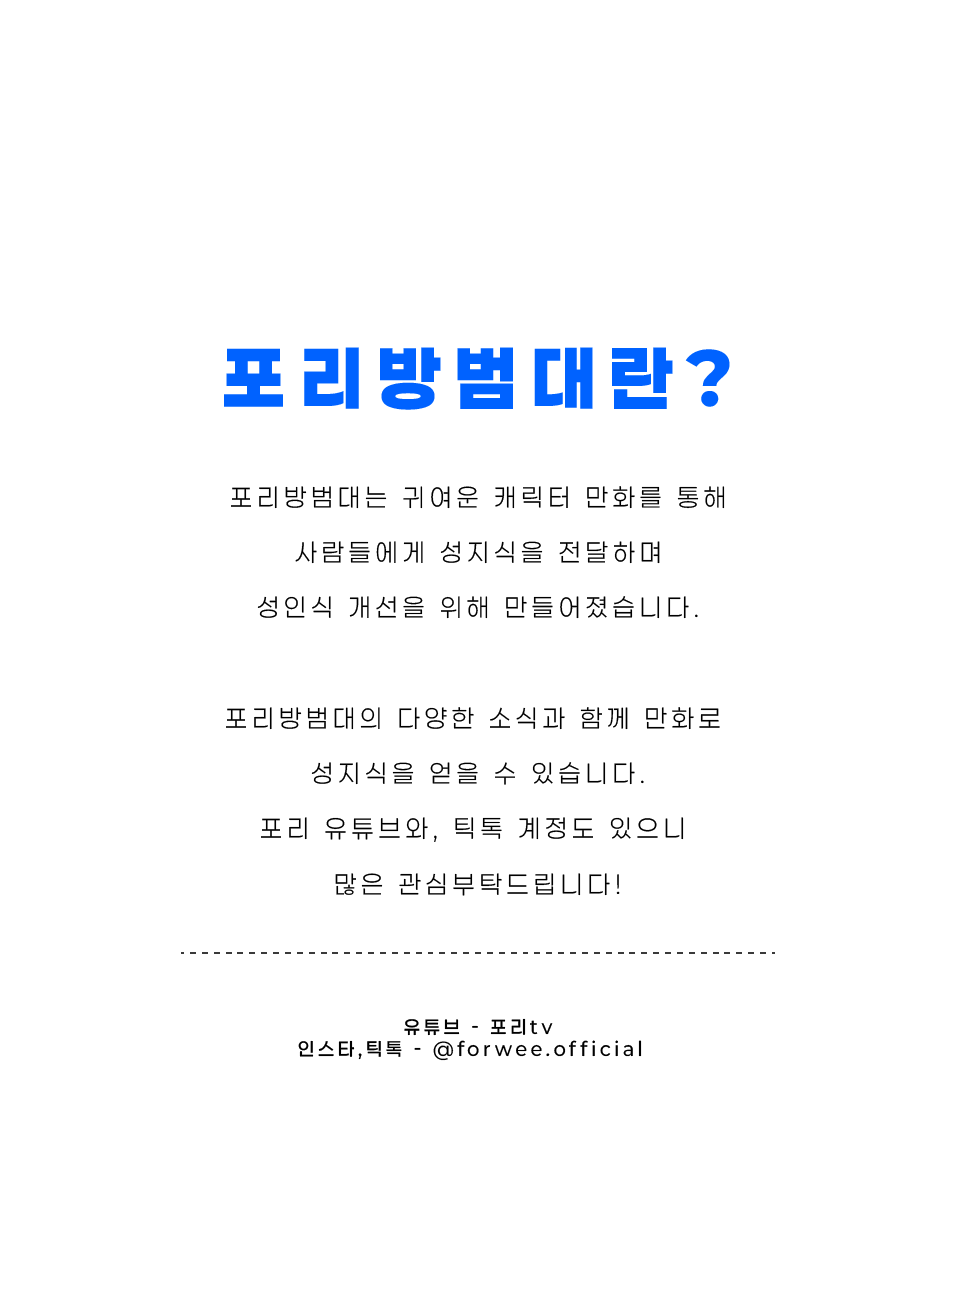 포리방범대란?
포리방범대는 귀여운 캐릭터 만화를 통해
사람들에게 성지식을 전달하며
성인식 개선을 위해 만들어졌습니다.
포리방범대의 다양한 소식과 함께 만화로
성지식을 얻을 수 있습니다.
포리 유튜브와, 틱톡 계정도 있으니
많은 관심부탁드립니다!
유튜브 - 포리tv
인스타,틱톡 - @forwee.official